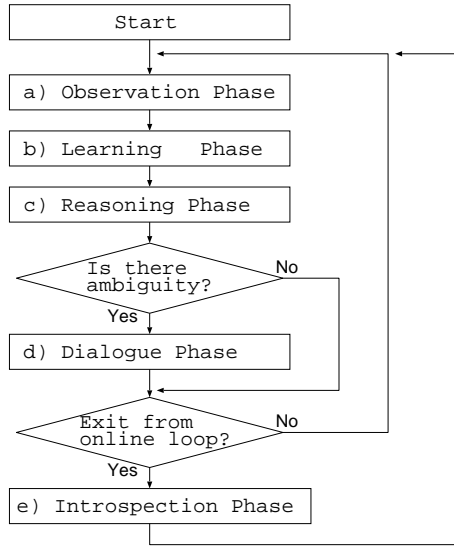 Start
a) Observation Phase
b) Learning Phase
c) Reasoning Phase
Is there
ambiguity?
No
Yes
d) Dialogue Phase
Exit from
online loop?
No
Yes
e) Introspection Phase